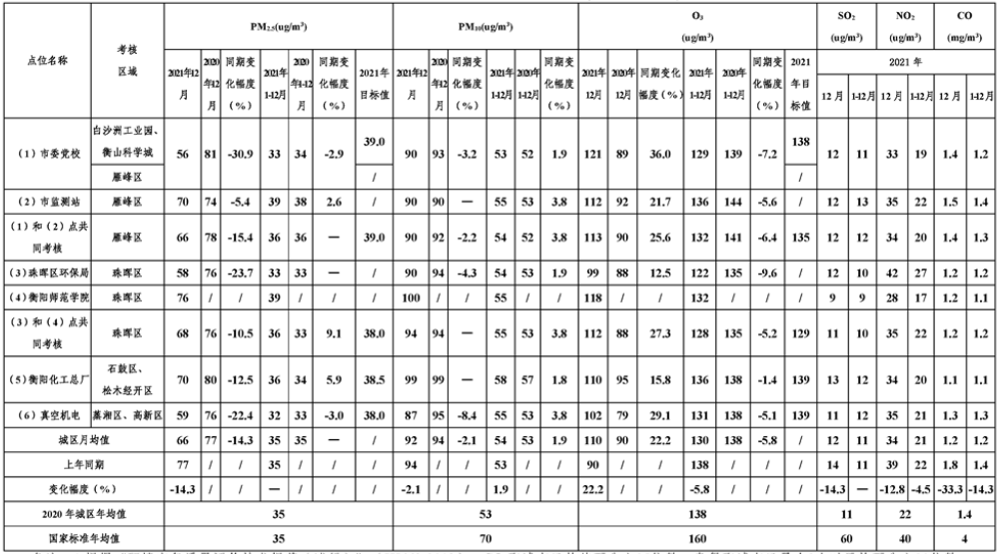 点位名称 考核区域 PM2.5(ug/m³) PM10(ug/m³) O3 (ug/m³) SO2 (ug/m³) NO2 (ug/m³) CO (mg/m³)
2021年12月 2020年12月 同期变化幅度（%） 2021年1-12月 2020年1-12月 同期变化幅度（%） 2021年目标值 2021年12月 2020年12月 同期变化幅度（%） 2021年1-12月 2020年1-12月 同期变化幅度（%） 2021年12月 2020年12月 同期变化幅度（%） 2021年1-12月 2020年1-12月 同期变化幅度（%） 2021年目标值 2021年
12月 1-12月 12月 1-12月 12月 1-12月
（1）市委党校 白沙洲工业园、衡山科学城 56 81 -30.9 33 34 -2.9 39.0 90 93 -3.2 53 52 1.9 121 89 36.0 129 139 -7.2 138 12 11 33 19 1.4 1.2
雁峰区 / /
（2）市监测站 雁峰区 70 74 -5.4 39 38 2.6 / 90 90 — 55 53 3.8 112 92 21.7 136 144 -5.6 / 12 13 35 22 1.5 1.4
（1）和（2）点共同考核 雁峰区 66 78 -15.4 36 36 — 39.0 90 92 -2.2 54 52 3.8 113 90 25.6 132 141 -6.4 135 12 12 34 20 1.4 1.3
（3）珠晖区环保局 珠晖区 58 76 -23.7 33 33 — / 90 94 -4.3 54 53 1.9 99 88 12.5 122 135 -9.6 / 12 10 42 27 1.2 1.2
（4）衡阳师范学院 珠晖区 76 / / 39 / / / 100 / / 55 / / 118 / / 132 / / / 9 9 28 17 1.2 1.1
（3）和（4）点共同考核 珠晖区 68 76 -10.5 36 33 9.1 38.0 94 94 — 55 53 3.8 112 88 27.3 128 135 -5.2 129 11 10 35 22 1.2 1.2
（5）衡阳化工总厂 石鼓区、松木经开区 70 80 -12.5 36 34 5.9 38.5 99 99 — 58 57 1.8 110 95 15.8 136 138 -1.4 139 13 12 34 20 1.1 1.1
（6）真空机电 蒸湘区、高新区 59 76 -22.4 32 33 -3.0 38.0 87 95 -8.4 55 53 3.8 102 79 29.1 131 138 -5.1 139 11 12 35 21 1.3 1.3
城区月均值 66 77 -14.3 35 35 — / 92 94 -2.1 54 53 1.9 110 90 22.2 130 138 -5.8 / 12 11 34 21 1.2 1.2
上年同期 77 / / 35 / / / 94 / / 53 / / 90 / / 138 / / / 14 11 39 22 1.8 1.4
变化幅度（%） -14.3 / / — / / / -2.1 / / 1.9 / / 22.2 / / -5.8 / / / -14.3 — -12.8 -4.5 -33.3 -14.3
2020年城区年均值 35 53 138 11 22 1.4
国家标准年均值 35 70 160 60 40 4